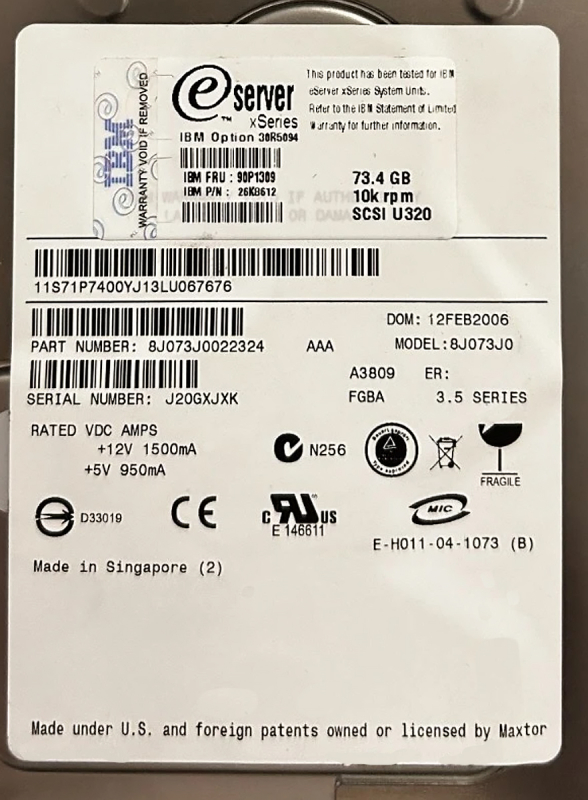 IBM
WARRANTY VOID IF REMOVED
e server
™ xSeries
This product has been tested for IBM
eServer xSeries System Units.
Refer to the IBM Statement of Limited
Warranty for further information.
IBM Option 30R5094
IBM FRU : 90P1309
IBM P/N : 26K8612
73.4 GB
10k rpm
SCSI U320
11S71P7400YJ13LU067676
DOM: 12FEB2006
PART NUMBER: 8J073J0022324 AAA MODEL:8J073J0
A3809 ER:
SERIAL NUMBER: J20GXJXK FGBA 3.5 SERIES
RATED VDC AMPS
+12V 1500mA
+5V 950mA
N256
FRAGILE
D33019
CE
C RU US
E 146611
MIC
E-H011-04-1073 (B)
Made in Singapore (2)
Made under U.S. and foreign patents owned or licensed by Maxtor